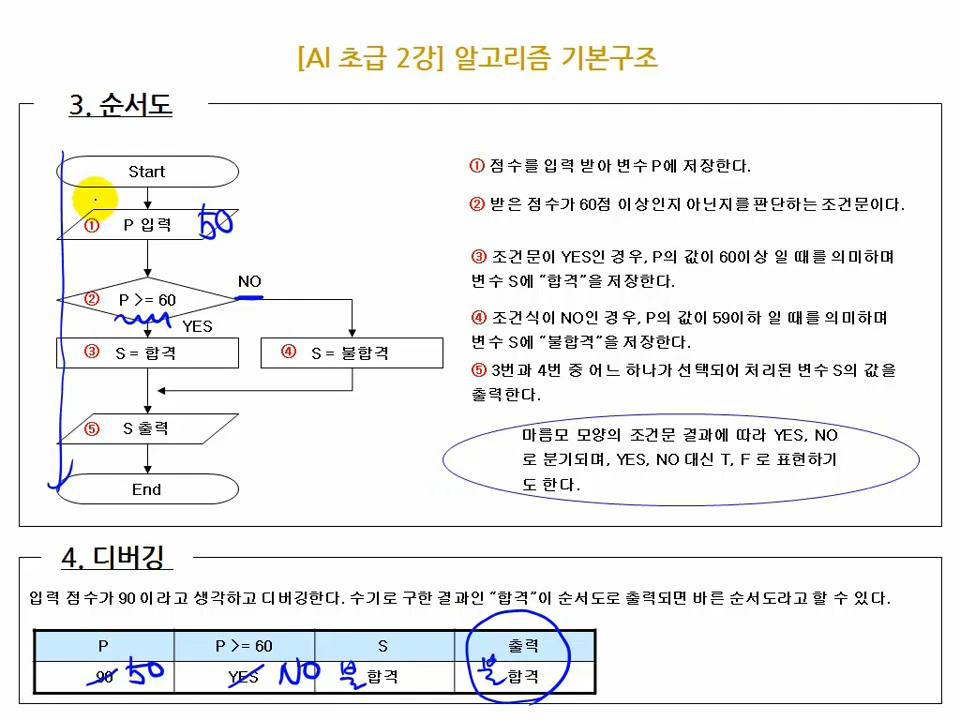 [AI 초급 2강] 알고리즘 기본구조
3. 순서도
Start
① P 입력 50
② P >= 60
NO
YES
③ S = 합격
④ S = 불합격
⑤ S 출력
End
① 점수를 입력 받아 변수 P에 저장한다.
② 받은 점수가 60점 이상인지 아닌지를 판단하는 조건문이다.
③ 조건문이 YES인 경우, P의 값이 60이상 일 때를 의미하며
변수 S에 “합격”을 저장한다.
④ 조건식이 NO인 경우, P의 값이 59이하 일 때를 의미하며
변수 S에 “불합격”을 저장한다.
⑤ 3번과 4번 중 어느 하나가 선택되어 처리된 변수 S의 값을
출력한다.
마름모 모양의 조건문 결과에 따라 YES, NO
로 분기되며, YES, NO 대신 T, F 로 표현하기
도 한다.
4. 디버깅
입력 점수가 90 이라고 생각하고 디버깅한다. 수기로 구한 결과인 “합격”이 순서도로 출력되면 바른 순서도라고 할 수 있다.
P P >= 60 S 출력
90 50 YES NO 불합격 불합격